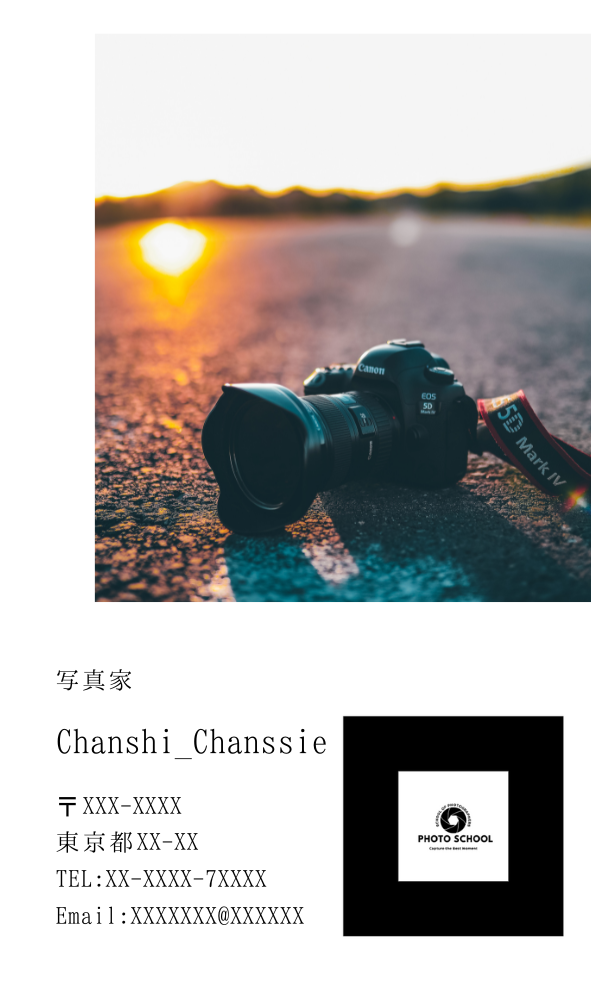 Canon
EOS
5D
Mark IV
5D Mark IV
写真家
Chanshi_Chanssie
〒XXX-XXXX
東京都XX-XX
TEL:XX-XXXX-7XXXX
Email:XXXXXXX@XXXXXX
SCHOOL OF PHOTOGRAPHERS
PHOTO SCHOOL
Capture the Best Moment